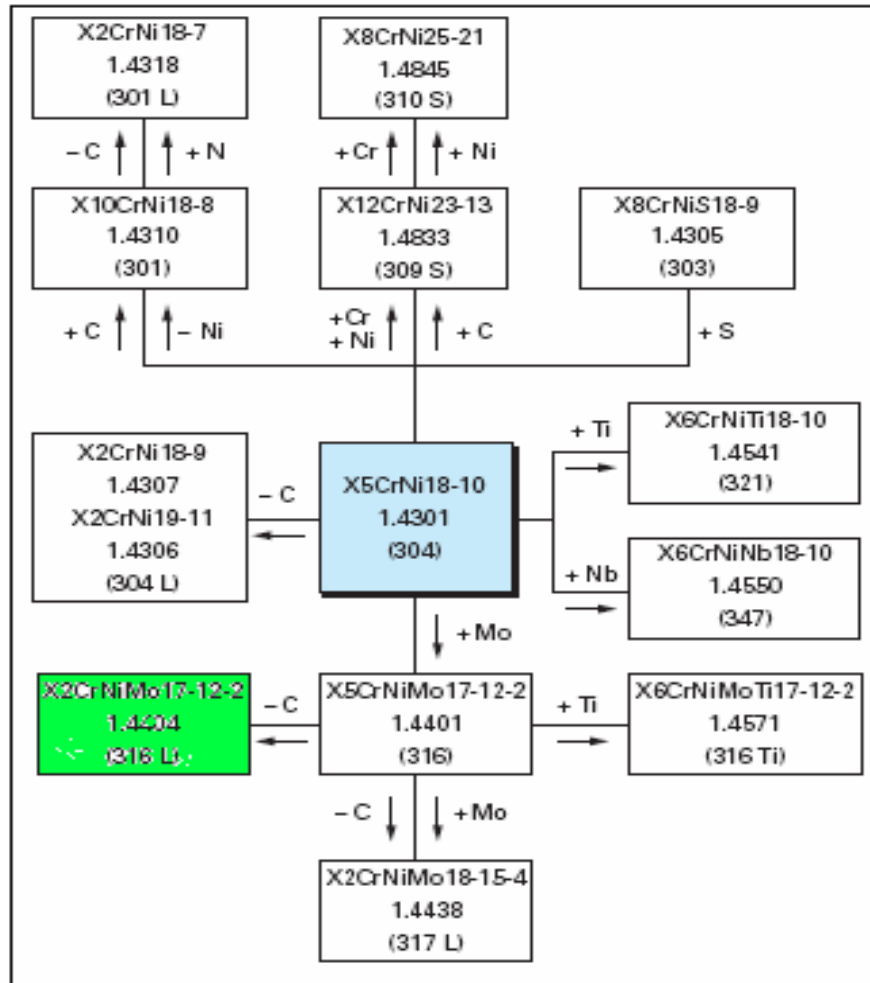 X2CrNi18-7
1.4318
(301 L)
X8CrNi25-21
1.4845
(310 S)
– C
+ N
+Cr
+ Ni
X10CrNi18-8
1.4310
(301)
X12CrNi23-13
1.4833
(309 S)
X8CrNiS18-9
1.4305
(303)
+ C
– Ni
+Cr
+ Ni
+ C
+ S
X2CrNi18-9
1.4307
X2CrNi19-11
1.4306
(304 L)
– C
X5CrNi18-10
1.4301
(304)
+ Ti
X6CrNiTi18-10
1.4541
(321)
+ Nb
X6CrNiNb18-10
1.4550
(347)
+Mo
X2CrNiMo17-12-2
1.4404
(316 L)
– C
X5CrNiMo17-12-2
1.4401
(316)
+ Ti
X6CrNiMoTi17-12-2
1.4571
(316 Ti)
– C
+Mo
X2CrNiMo18-15-4
1.4438
(317 L)